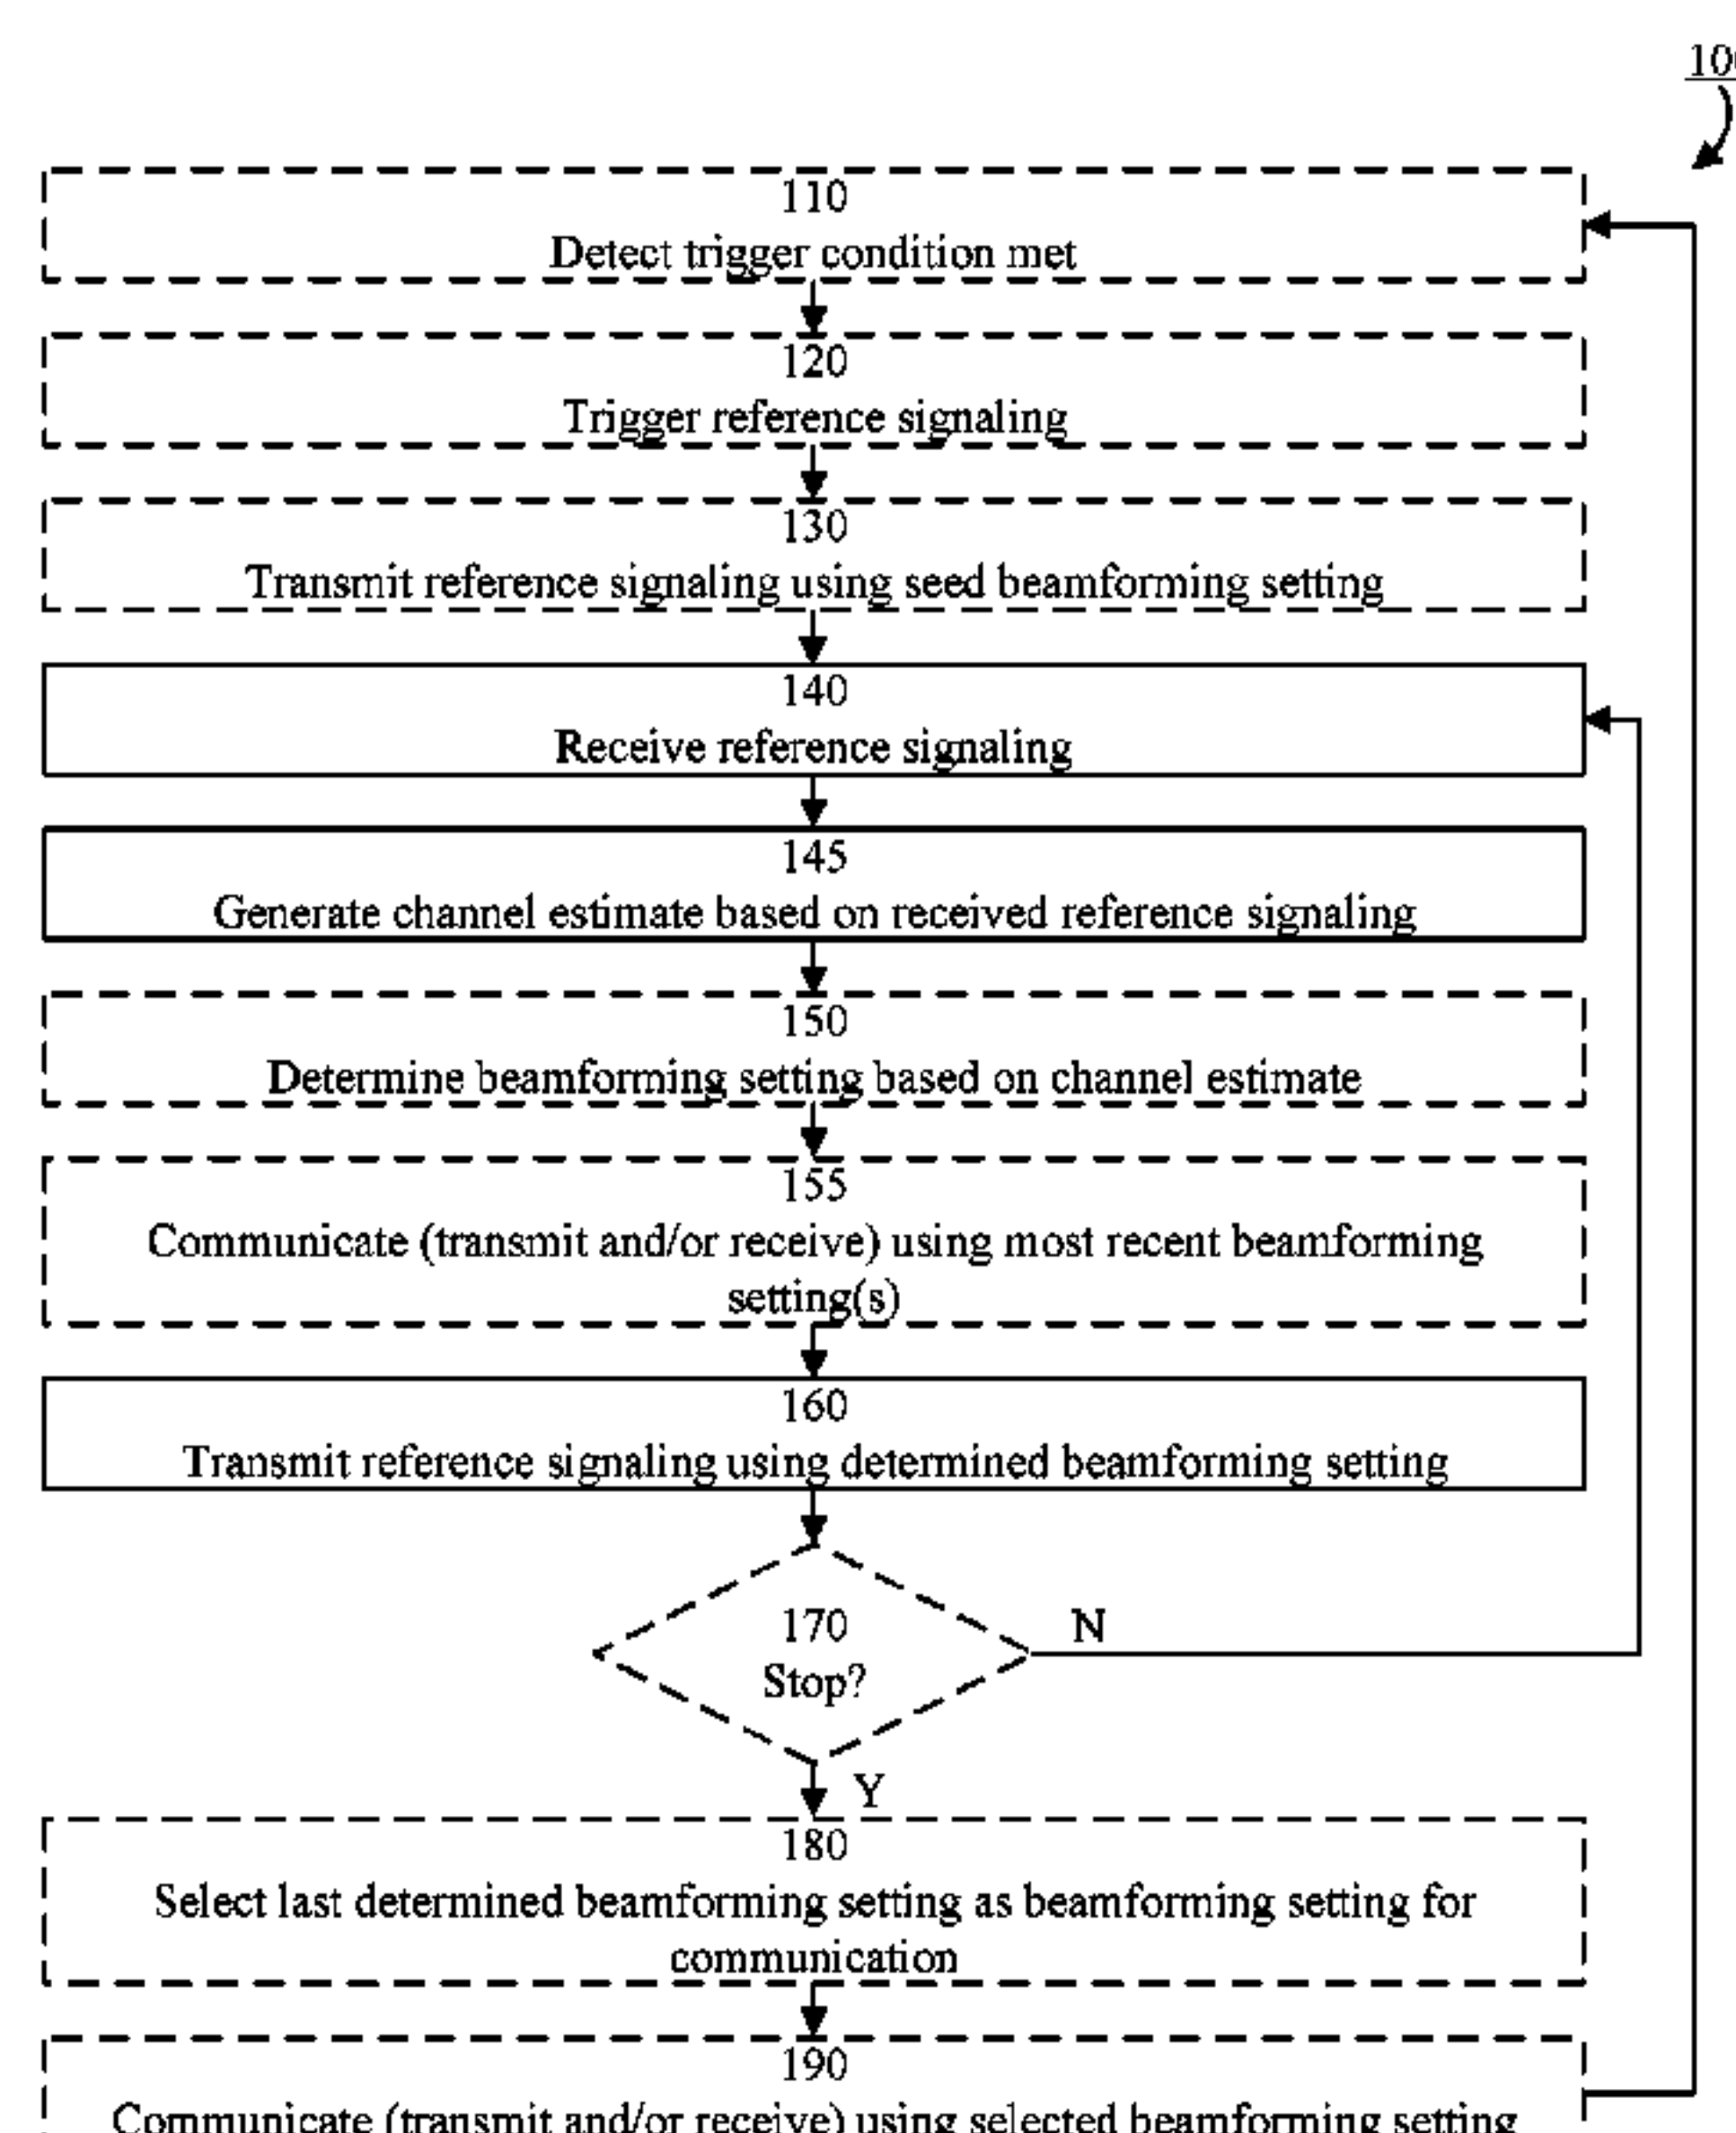 110
Detect trigger condition met
120
Trigger reference signaling
130
Transmit reference signaling using seed beamforming setting
140
Receive reference signaling
145
Generate channel estimate based on received reference signaling
150
Determine beamforming setting based on channel estimate
155
Communicate (transmit and/or receive) using most recent beamforming
setting(s)
160
Transmit reference signaling using determined beamforming setting
170
Stop?
N
Y
180
Select last determined beamforming setting as beamforming setting for
communication
190
Communicate (transmit and/or receive) using selected beamforming setting